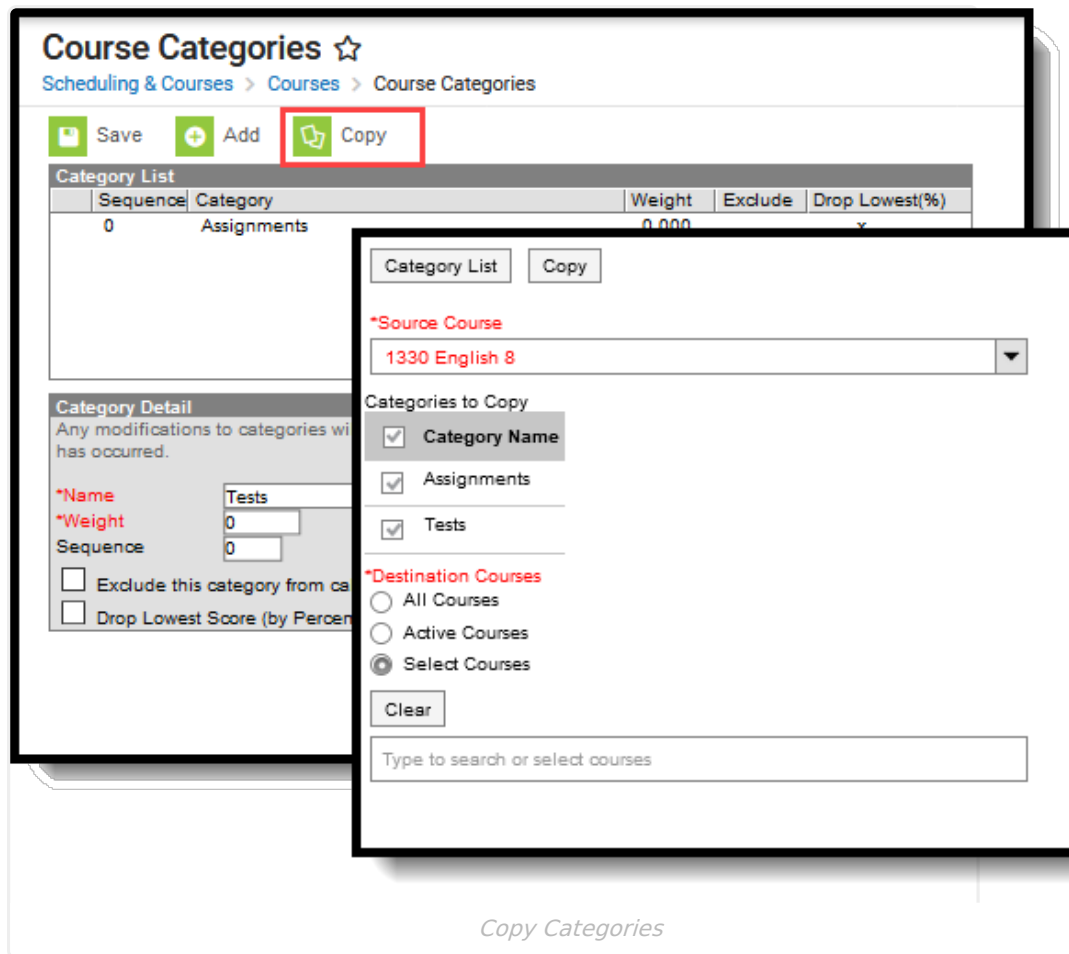 Course Categories
Scheduling & Courses > Courses > Course Categories
Save Add Copy
Category List
Sequence Category Weight Exclude Drop Lowest(%)
0 Assignments 0.000 x
Category Detail
Any modifications to categories wi
has occurred.
*Name Tests
*Weight 0
Sequence 0
Exclude this category from ca
Drop Lowest Score (by Percen
Category List Copy
*Source Course
1330 English 8
Categories to Copy
Category Name
Assignments
Tests
*Destination Courses
All Courses
Active Courses
Select Courses
Clear
Type to search or select courses
Copy Categories